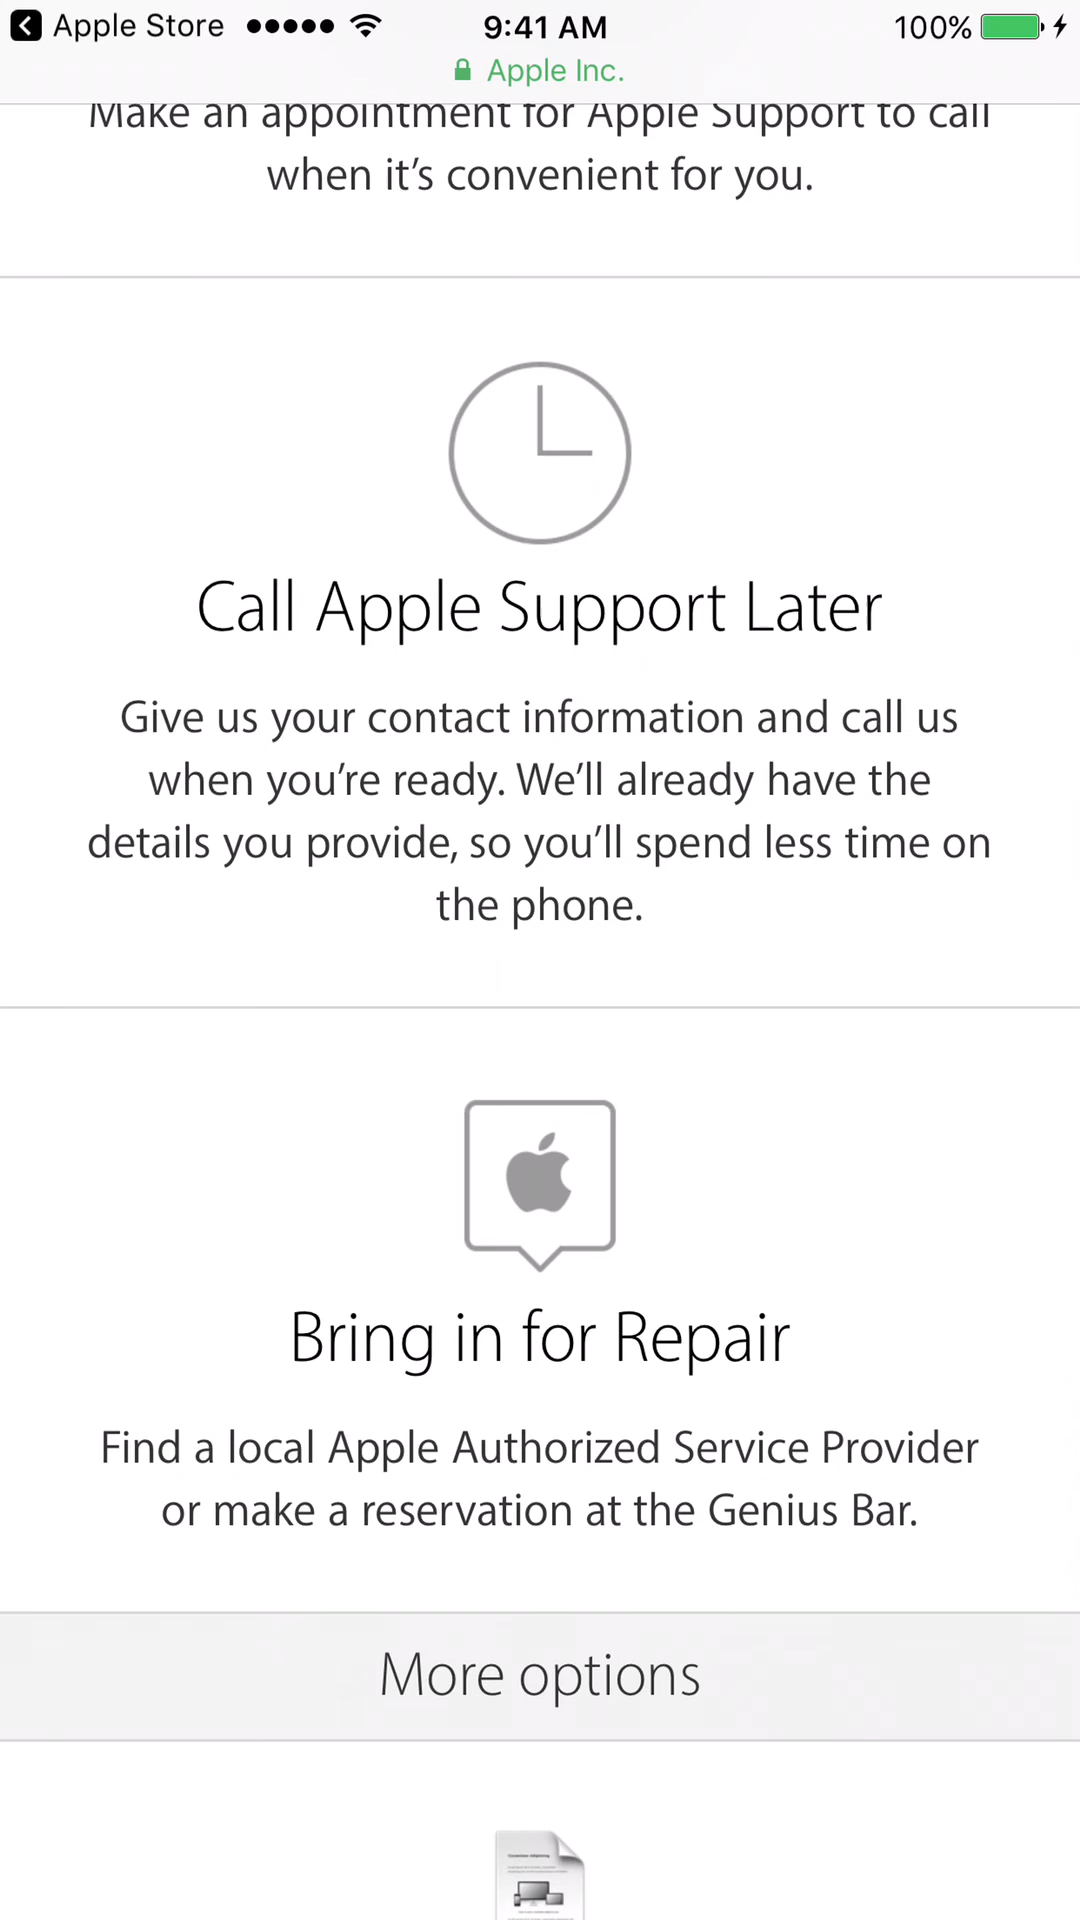 Apple Store
9:41 AM
100%
Apple Inc.
Make an appointment for Apple Support to call
when it’s convenient for you.
Call Apple Support Later
Give us your contact information and call us
when you’re ready. We’ll already have the
details you provide, so you’ll spend less time on
the phone.
Bring in for Repair
Find a local Apple Authorized Service Provider
or make a reservation at the Genius Bar.
More options